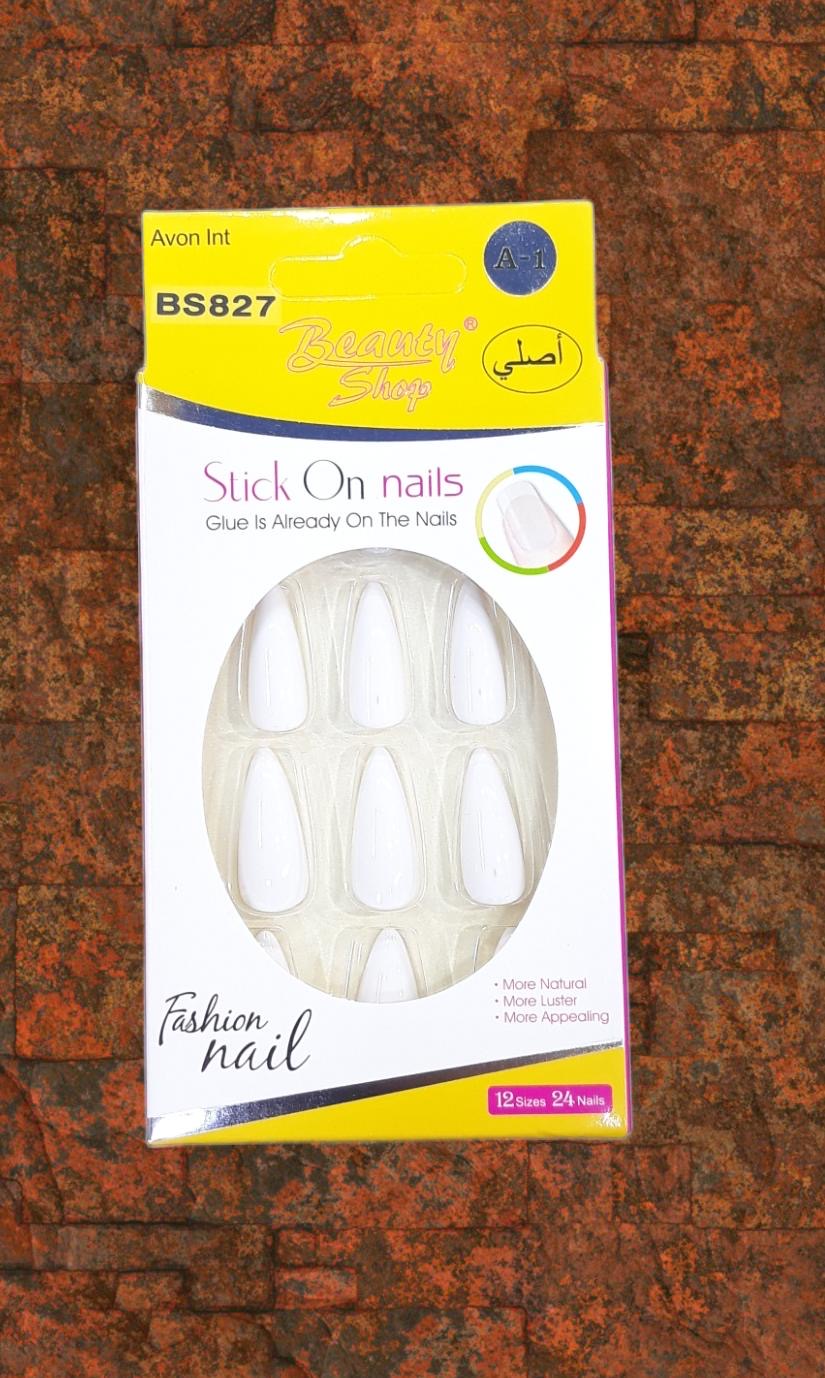 Avon Int
A-1
BS827
Beauty®
Shop
أصلي
Stick On nails
Glue Is Already On The Nails
• More Natural
• More Luster
• More Appealing
Fashion
nail
12 Sizes 24 Nails